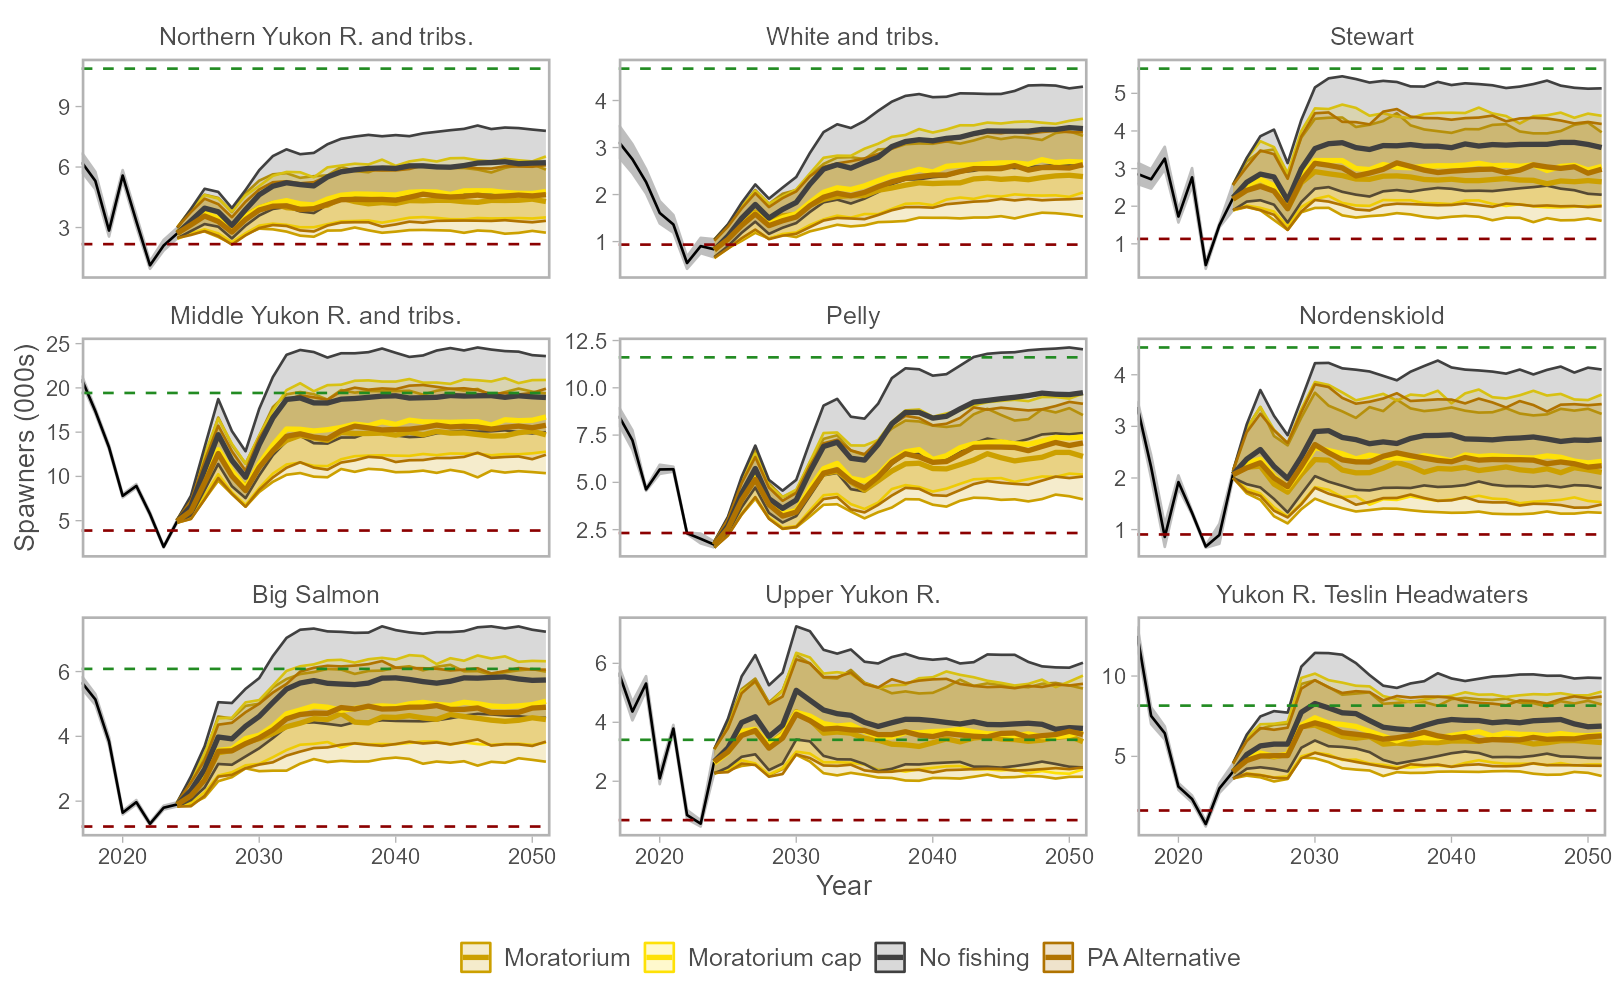 Northern Yukon R. and tribs.
White and tribs.
Stewart
9
6
3
4
3
2
1
5
4
3
2
1
Middle Yukon R. and tribs.
Pelly
Nordenskiold
Spawners (000s)
25
20
15
10
5
12.5
10.0
7.5
5.0
2.5
4
3
2
1
Big Salmon
Upper Yukon R.
Yukon R. Teslin Headwaters
6
4
2
6
4
2
10
5
2020 2030 2040 2050
2020 2030 2040 2050
2020 2030 2040 2050
Year
Moratorium Moratorium cap No fishing PA Alternative